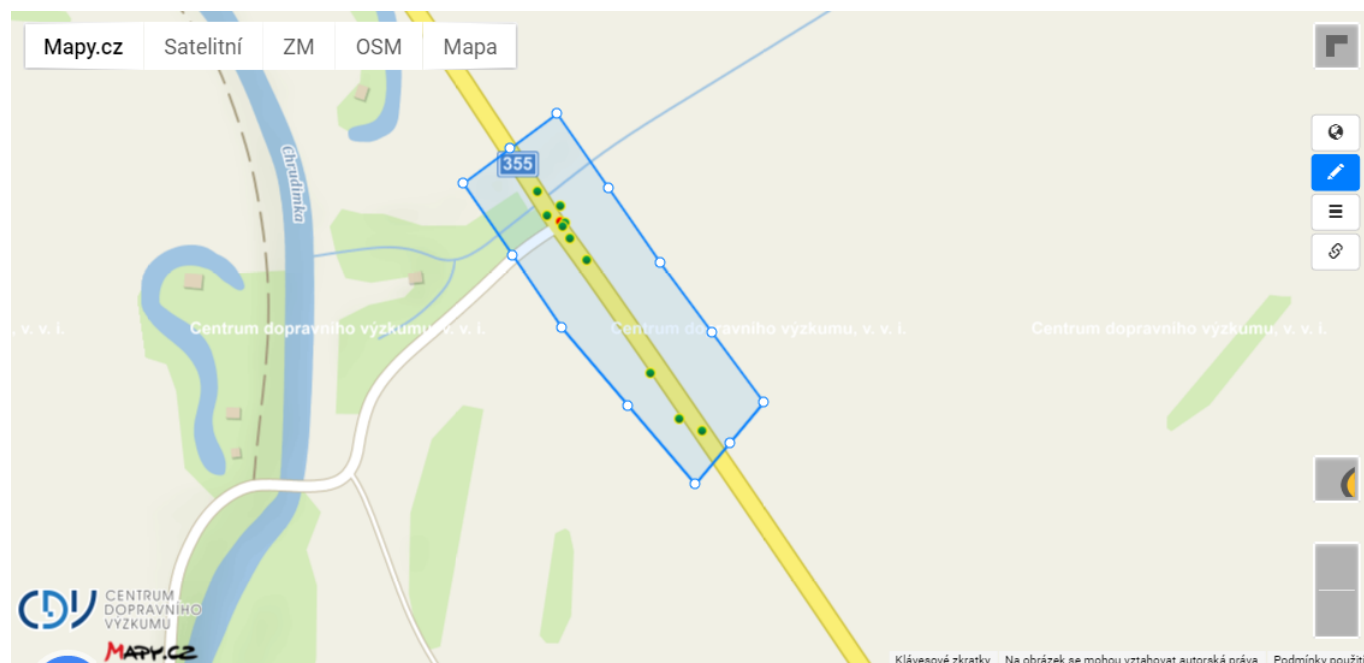 Mapy.cz Satelitní ZM OSM Mapa
355
Chrudimka
, v. v. i.
Centrum dopravního výzkumu, v. v. i.
Centrum dopravního výzkumu, v. v. i.
Centrum dopravního výzkumu, v. v. i.
CDV CENTRUM
DOPRAVNÍHO
VÝZKUMU
MAPY.CZ
Klávesové zkratky Na obrázek se mohou vztahovat autorská práva Podmínky použití